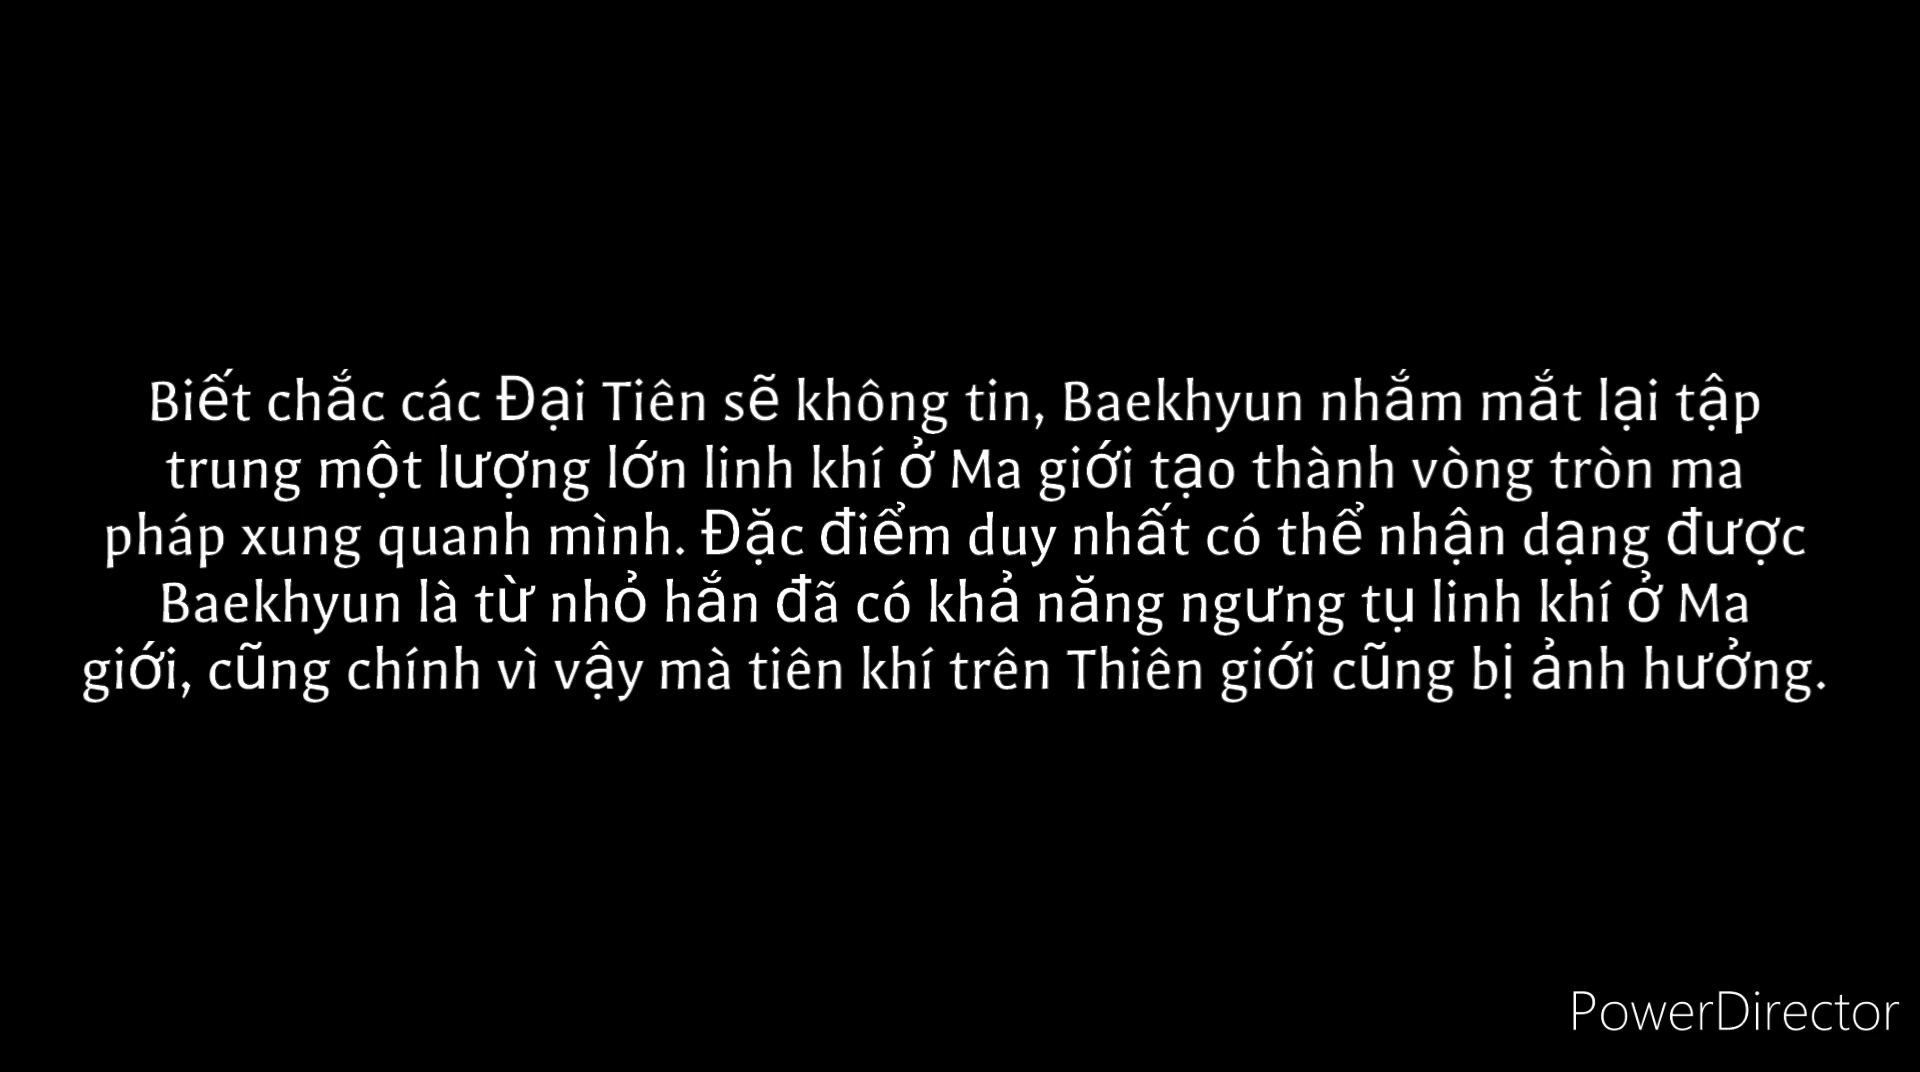 Biết chắc các Đại Tiên sẽ không tin, Baekhyun nhắm mắt lại tập
trung một lượng lớn linh khí ở Ma giới tạo thành vòng tròn ma
pháp xung quanh mình. Đặc điểm duy nhất có thể nhận dạng được
Baekhyun là từ nhỏ hắn đã có khả năng ngưng tụ linh khí ở Ma
giới, cũng chính vì vậy mà tiên khí trên Thiên giới cũng bị ảnh hưởng.
PowerDirector